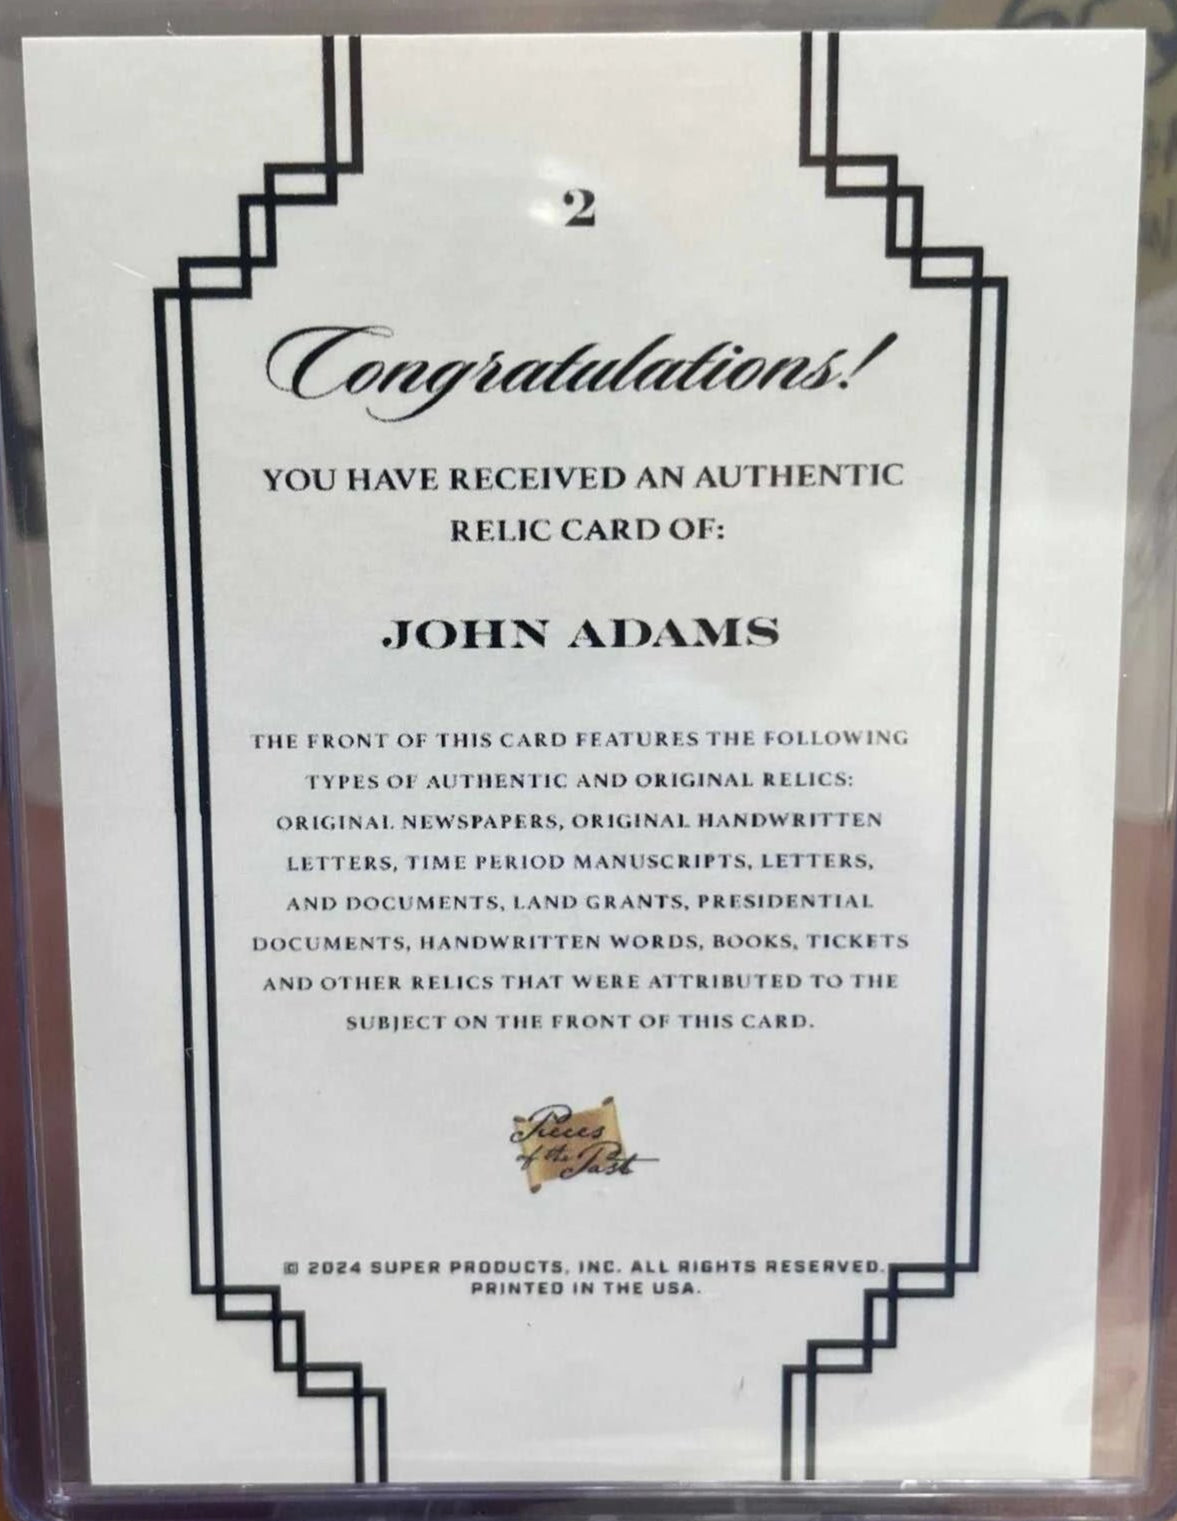 2
Congratulations!
YOU HAVE RECEIVED AN AUTHENTIC
RELIC CARD OF:
JOHN ADAMS
THE FRONT OF THIS CARD FEATURES THE FOLLOWING
TYPES OF AUTHENTIC AND ORIGINAL RELICS:
ORIGINAL NEWSPAPERS, ORIGINAL HANDWRITTEN
LETTERS, TIME PERIOD MANUSCRIPTS, LETTERS,
AND DOCUMENTS, LAND GRANTS, PRESIDENTIAL
DOCUMENTS, HANDWRITTEN WORDS, BOOKS, TICKETS
AND OTHER RELICS THAT WERE ATTRIBUTED TO THE
SUBJECT ON THE FRONT OF THIS CARD.
Pieces
of the Past
© 2024 SUPER PRODUCTS, INC. ALL RIGHTS RESERVED.
PRINTED IN THE USA.